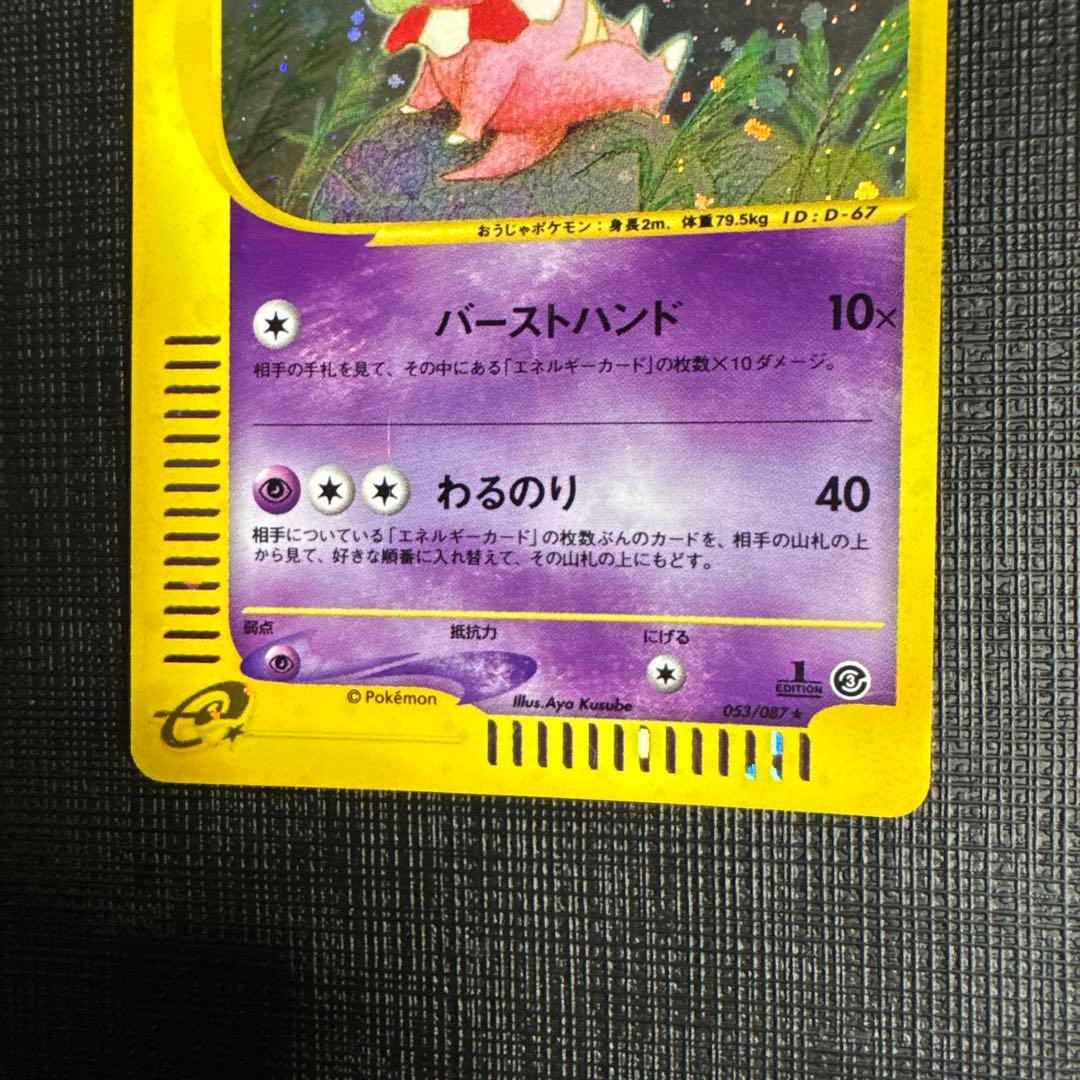 おうじゃポケモン：身長2m、体重79.5kg ID：D-67
バーストハンド 10×
相手の手札を見て、その中にある「エネルギーカード」の枚数×10ダメージ。
わるのり 40
相手についている「エネルギーカード」の枚数ぶんのカードを、相手の山札の上
から見て、好きな順番に入れ替えて、その山札の上にもどす。
弱点 抵抗力 にげる
1 EDITION 3
© Pokémon Illus.Aya Kusube 053/087★
e